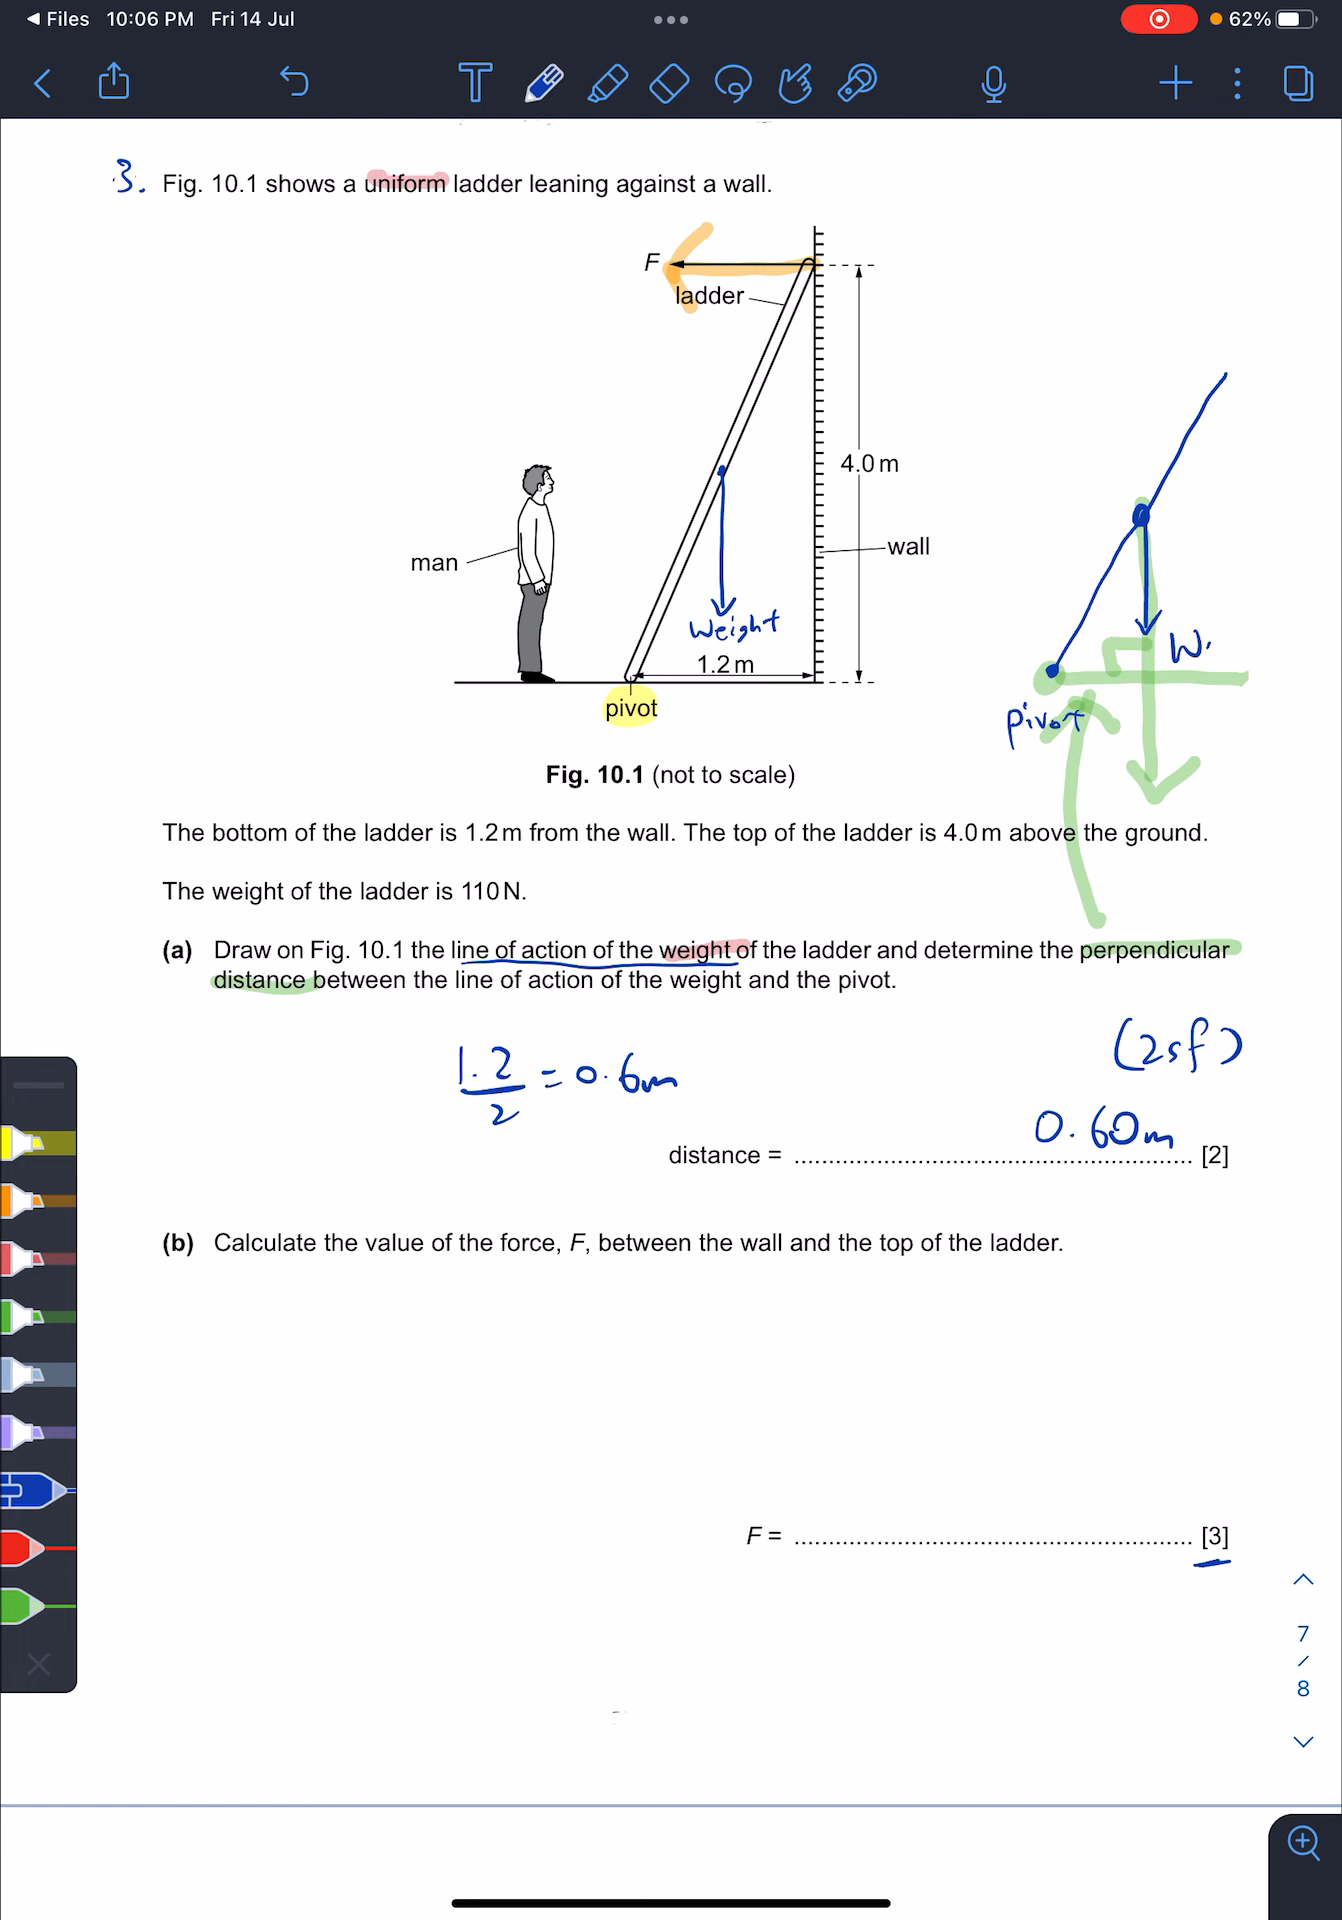 Files 10:06 PM Fri 14 Jul
62%
3. Fig. 10.1 shows a uniform ladder leaning against a wall.
F
ladder
4.0 m
wall
man
Weight
W.
1.2 m
pivot
pivot
Fig. 10.1 (not to scale)
The bottom of the ladder is 1.2 m from the wall. The top of the ladder is 4.0 m above the ground.
The weight of the ladder is 110 N.
(a) Draw on Fig. 10.1 the line of action of the weight of the ladder and determine the perpendicular
distance between the line of action of the weight and the pivot.
(2sf)
1.2/2 = 0.6m
0.60m
distance = .......................................................... [2]
(b) Calculate the value of the force, F, between the wall and the top of the ladder.
F = .......................................................... [3]
7
/
8